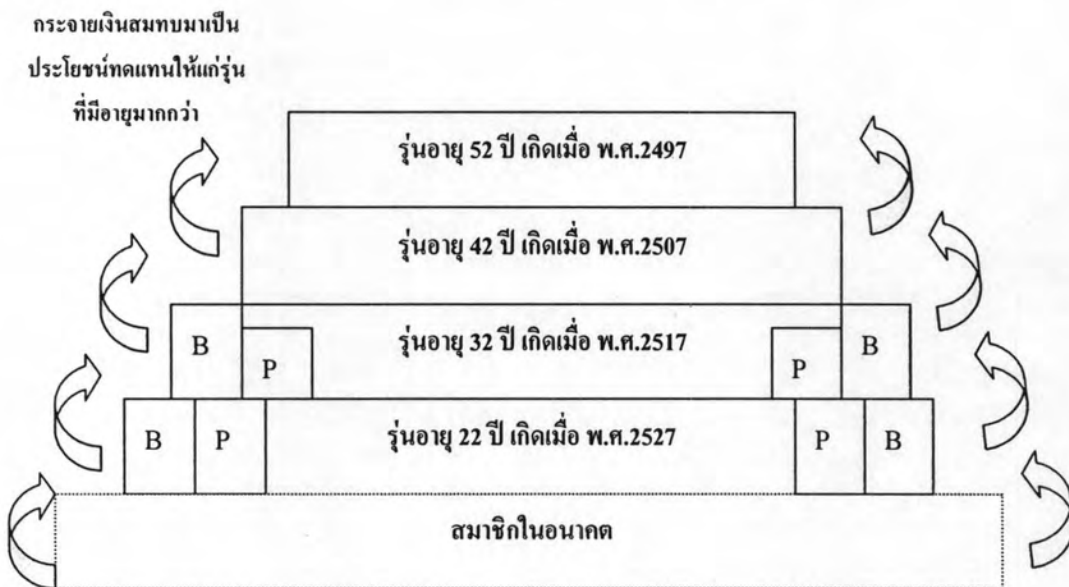 กระจายเงินสมทบมาเป็น
ประโยชน์ทดแทนให้แก่รุ่น
ที่มีอายุมากกว่า
รุ่นอายุ 52 ปี เกิดเมื่อ พ.ศ.2497
รุ่นอายุ 42 ปี เกิดเมื่อ พ.ศ.2507
B P รุ่นอายุ 32 ปี เกิดเมื่อ พ.ศ.2517 P B
B P รุ่นอายุ 22 ปี เกิดเมื่อ พ.ศ.2527 P B
สมาชิกในอนาคต